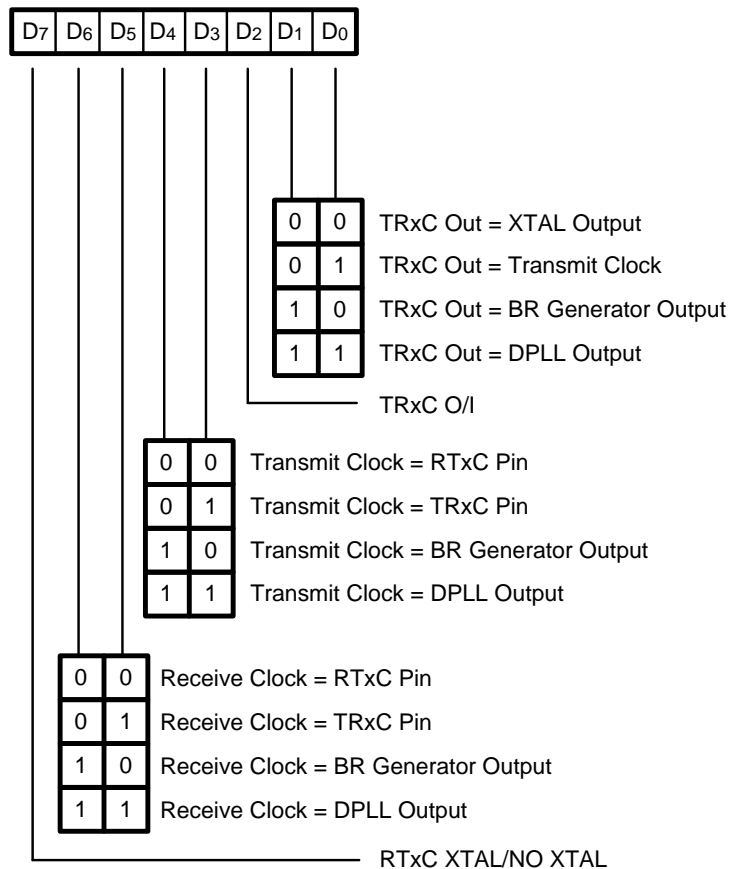 D7 D6 D5 D4 D3 D2 D1 D0
0 0 TRxC Out = XTAL Output
0 1 TRxC Out = Transmit Clock
1 0 TRxC Out = BR Generator Output
1 1 TRxC Out = DPLL Output
TRxC O/I
0 0 Transmit Clock = RTxC Pin
0 1 Transmit Clock = TRxC Pin
1 0 Transmit Clock = BR Generator Output
1 1 Transmit Clock = DPLL Output
0 0 Receive Clock = RTxC Pin
0 1 Receive Clock = TRxC Pin
1 0 Receive Clock = BR Generator Output
1 1 Receive Clock = DPLL Output
RTxC XTAL/NO XTAL